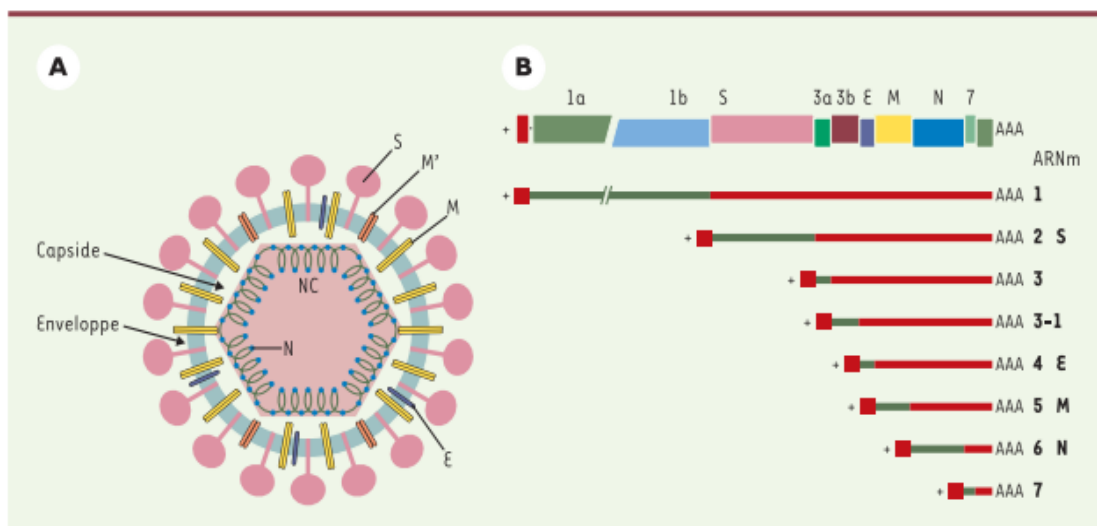 A
S
M'
M
Capside
NC
Enveloppe
N
E
B
1a 1b S 3a 3b E M N 7
+ AAA
ARNm
+ AAA 1
+ AAA 2 S
+ AAA 3
+ AAA 3-1
+ AAA 4 E
+ AAA 5 M
+ AAA 6 N
+ AAA 7